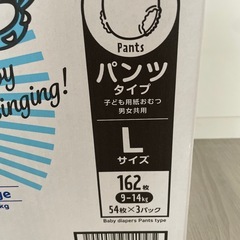 Pants
パンツ
タイプ
子ども用紙おむつ
男女共用
L
サイズ
162枚
9-14kg
54枚×3パック
Baby diapers Pants type
inging!
kg